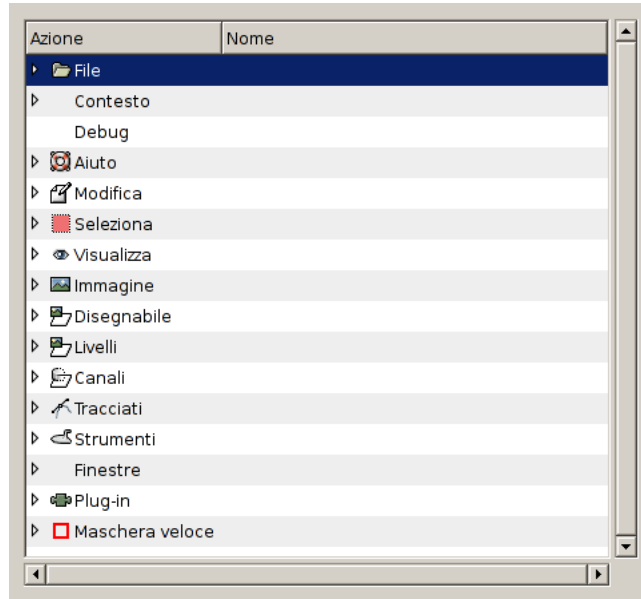 Azione Nome
File
Contesto
Debug
Aiuto
Modifica
Seleziona
Visualizza
Immagine
Disegnabile
Livelli
Canali
Tracciati
Strumenti
Finestre
Plug-in
Maschera veloce